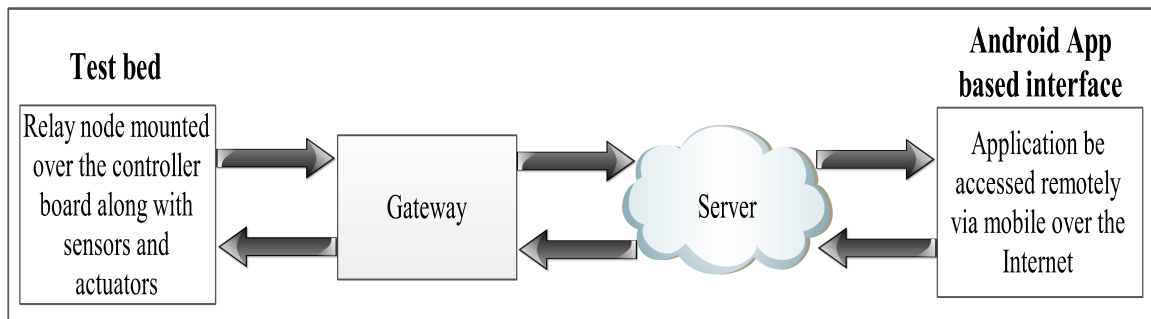 Test bed
Relay node mounted
over the controller
board along with
sensors and
actuators
Gateway
Server
Android App
based interface
Application be
accessed remotely
via mobile over the
Internet